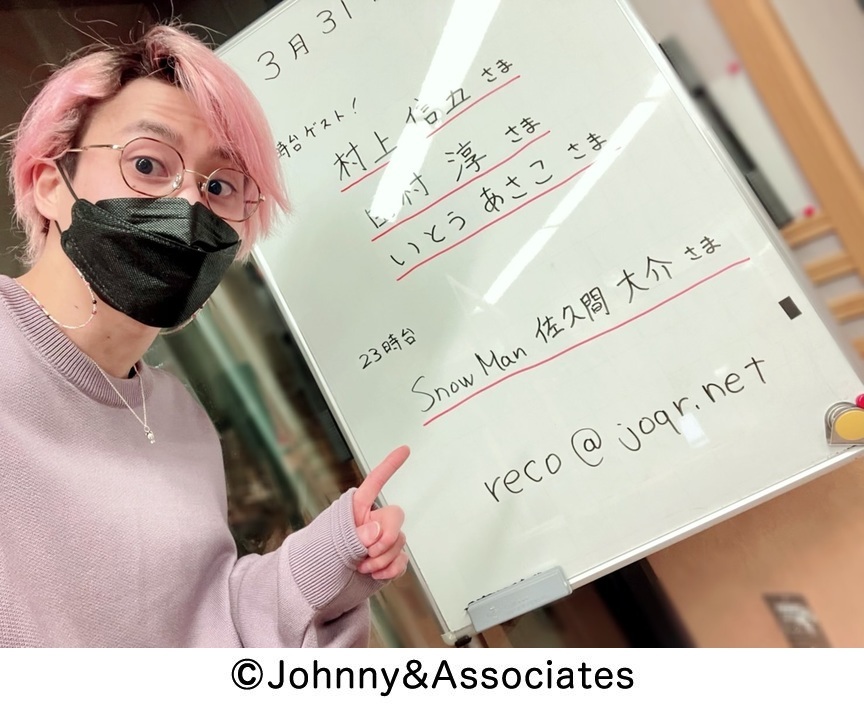 3月31
時台ゲスト!
村上 信五 さま
村 淳 さま
いとう あさこ さま
23時台
Snow Man 佐久間 大介 さま
reco@joqr.net
©Johnny&Associates